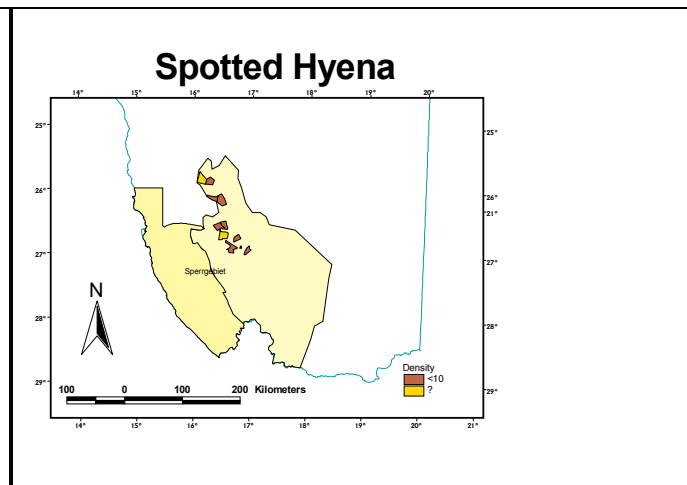 Spotted Hyena
14° 15° 16° 17° 18° 19° 20°
25° 25°
26° 26°
21°
27° 27°
Sperrgebiet
N
28° 28°
Density
<10
?
29° 29°
100 0 100 200 Kilometers
14° 15° 16° 17° 18° 19° 20° 21°